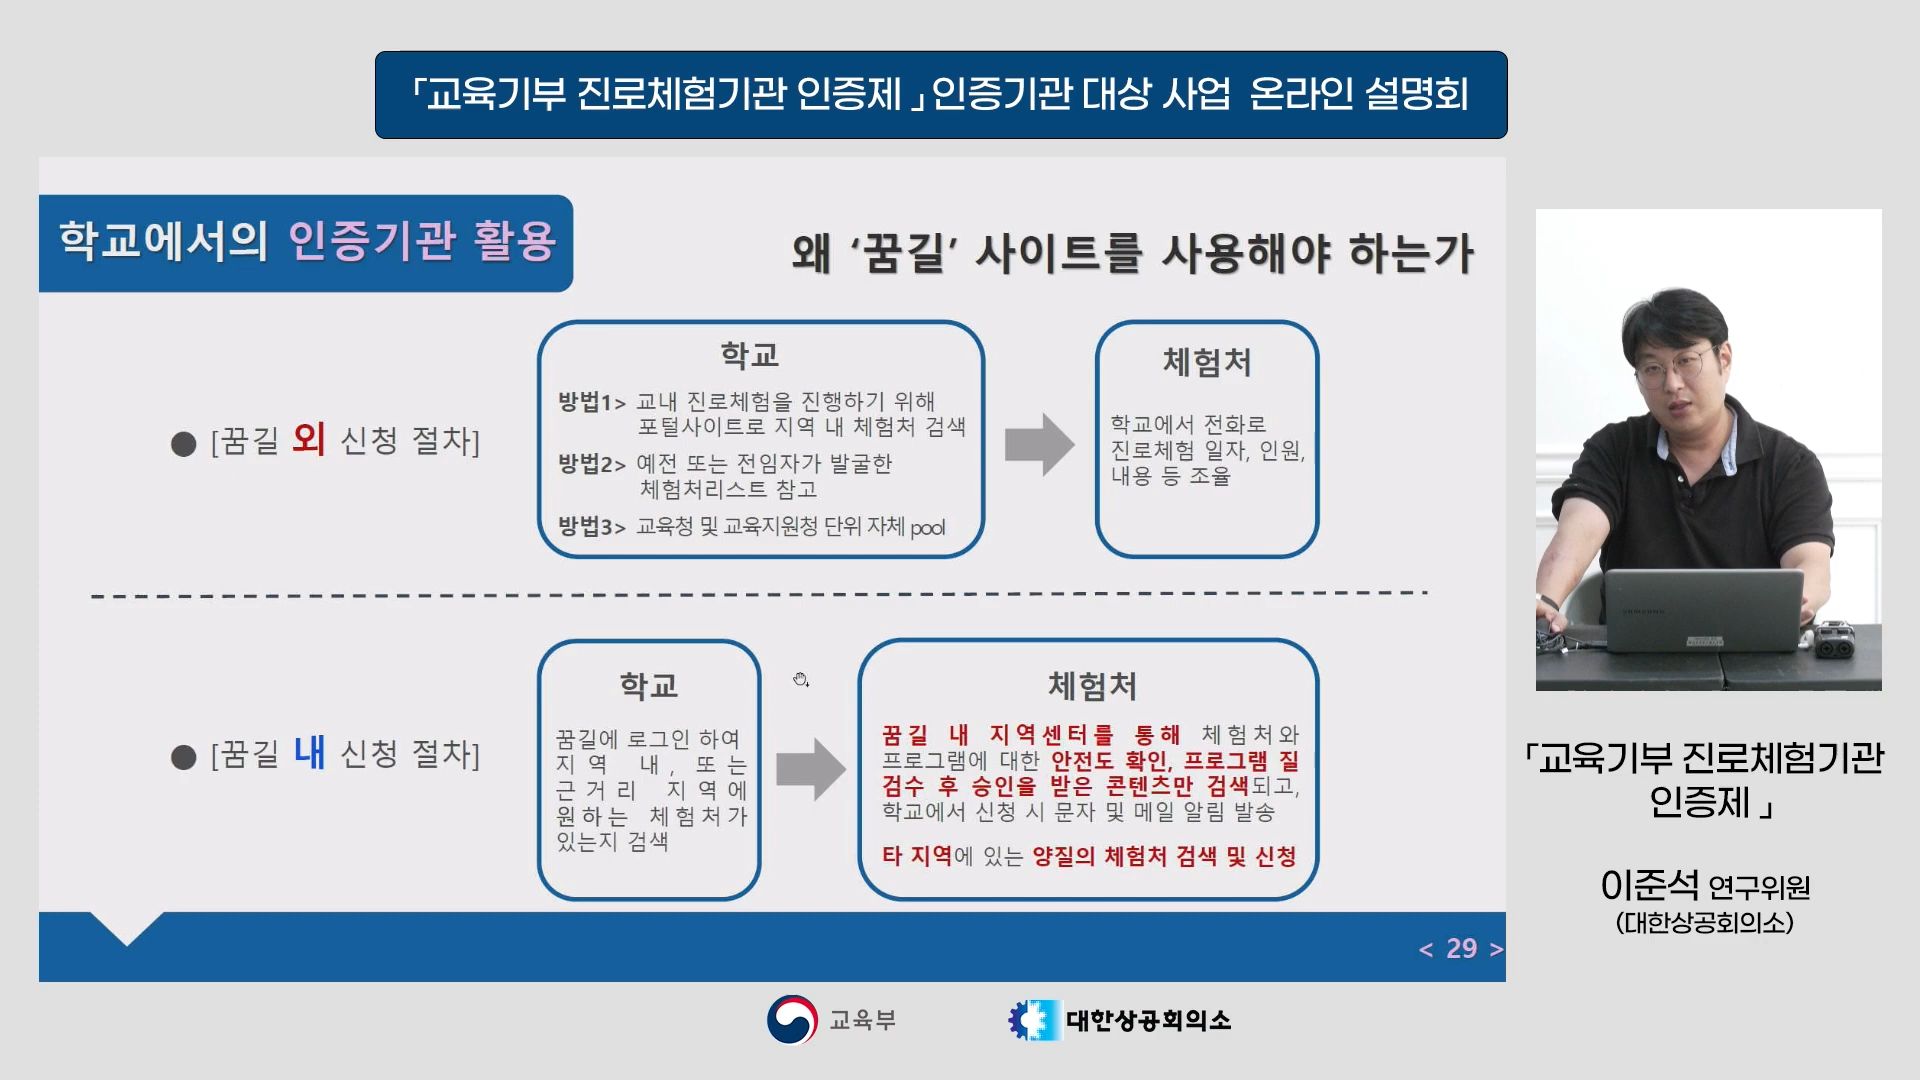 「교육기부 진로체험기관 인증제 」인증기관 대상 사업 온라인 설명회
학교에서의 인증기관 활용
왜 ‘꿈길’ 사이트를 사용해야 하는가
● [꿈길 외 신청 절차]
학교
방법1> 교내 진로체험을 진행하기 위해
포털사이트로 지역 내 체험처 검색
방법2> 예전 또는 전임자가 발굴한
체험처리스트 참고
방법3> 교육청 및 교육지원청 단위 자체 pool
체험처
학교에서 전화로
진로체험 일자, 인원,
내용 등 조율
● [꿈길 내 신청 절차]
학교
꿈길에 로그인 하여
지역 내, 또는
근거리 지역에
원하는 체험처가
있는지 검색
체험처
꿈길 내 지역센터를 통해 체험처와
프로그램에 대한 안전도 확인, 프로그램 질
검수 후 승인을 받은 콘텐츠만 검색되고,
학교에서 신청 시 문자 및 메일 알림 발송
타 지역에 있는 양질의 체험처 검색 및 신청
< 29 >
SAMSUNG
「교육기부 진로체험기관
인증제 」
이준석 연구위원
(대한상공회의소)
교육부
대한상공회의소